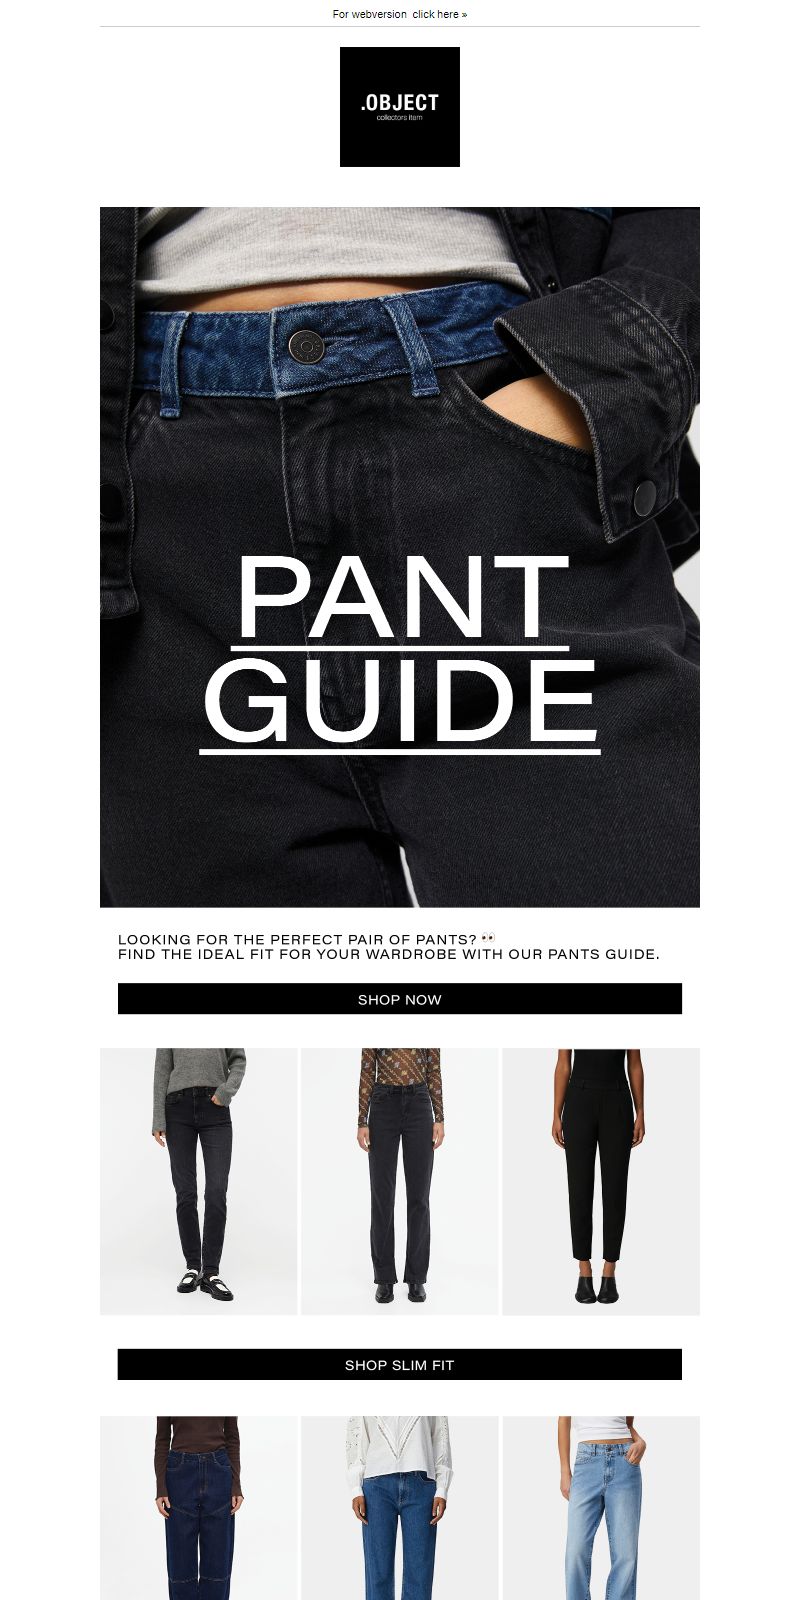 For webversion click here »
.OBJECT
collectors item
PANT
GUIDE
LOOKING FOR THE PERFECT PAIR OF PANTS? 👀
FIND THE IDEAL FIT FOR YOUR WARDROBE WITH OUR PANTS GUIDE.
SHOP NOW
SHOP SLIM FIT